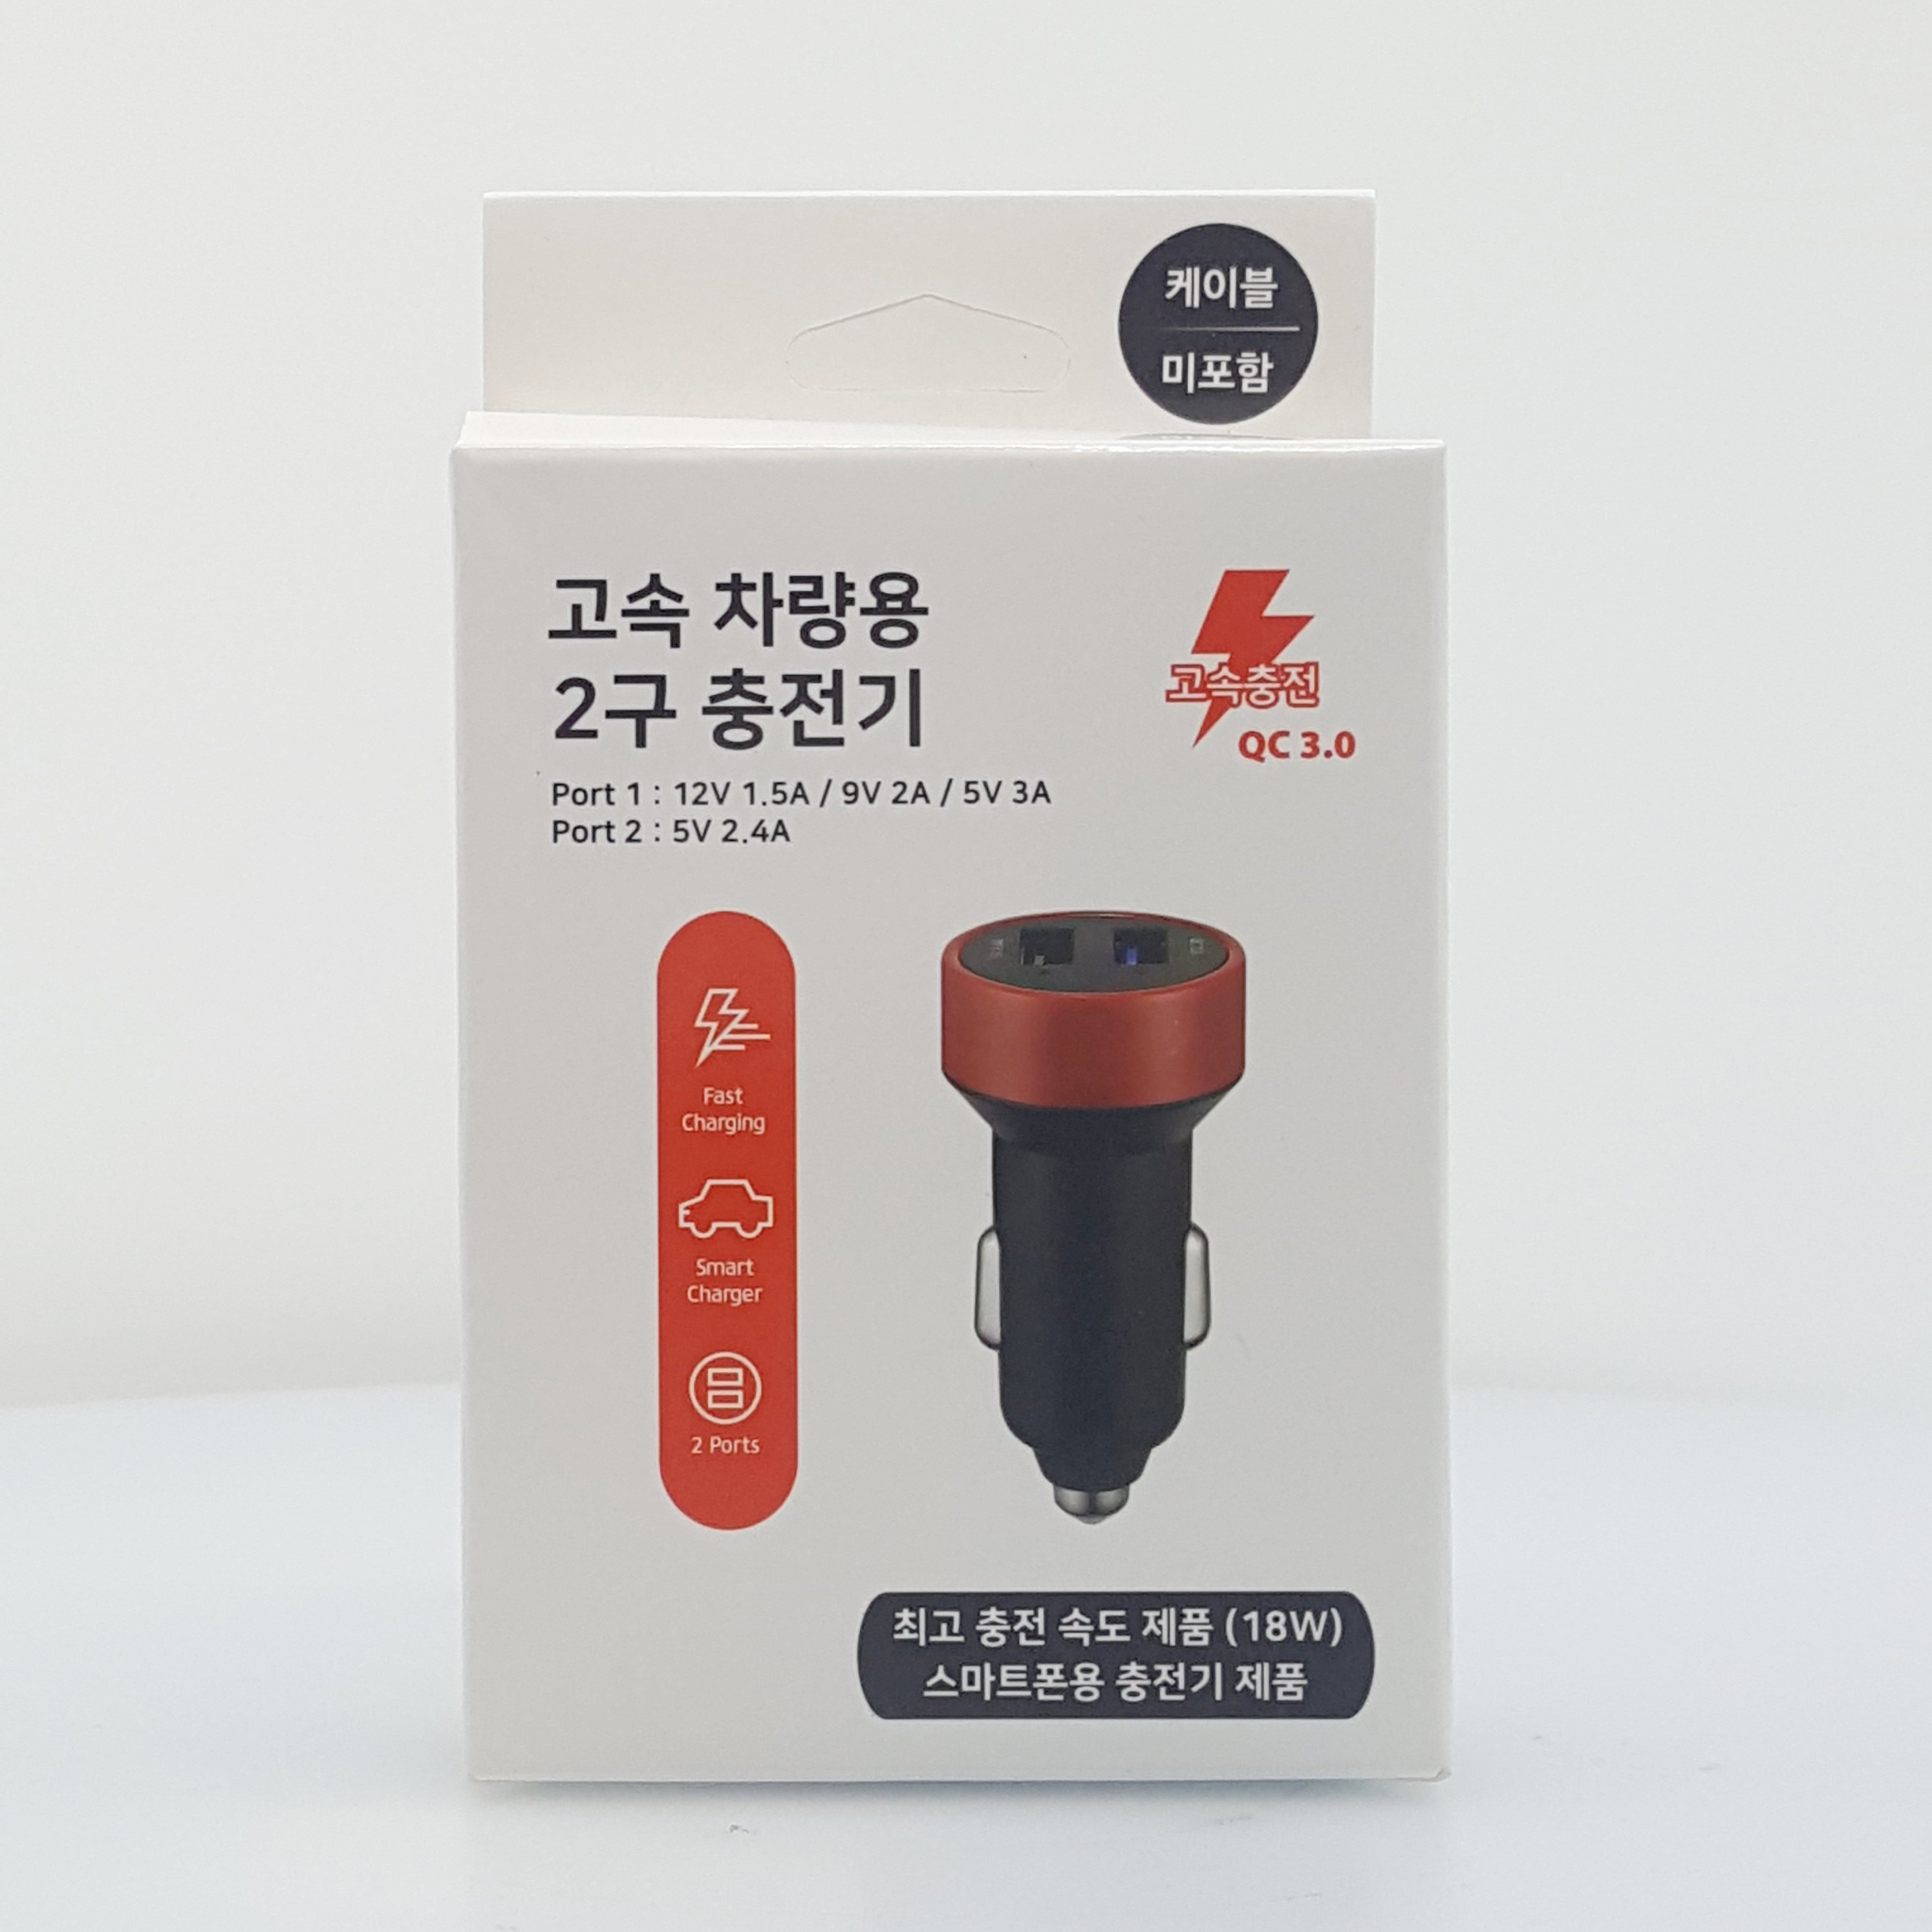 케이블
미포함
고속 차량용
2구 충전기
고속충전
QC 3.0
Port 1 : 12V 1.5A / 9V 2A / 5V 3A
Port 2 : 5V 2.4A
Fast
Charging
Smart
Charger
2 Ports
최고 충전 속도 제품 (18W)
스마트폰용 충전기 제품